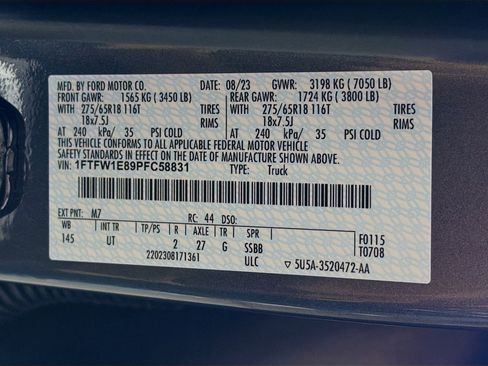 MFD. BY FORD MOTOR CO. DATE: 08/23 GVWR: 3198 KG ( 7050 LB)
FRONT GAWR: 1565 KG ( 3450 LB) REAR GAWR: 1724 KG ( 3800 LB)
275/65R18 116T TIRES 275/65R18 116T TIRES
18x7.5J RIMS 18x7.5J RIMS
AT 240 kPa/ 35 PSI COLD AT 240 kPa/ 35 PSI COLD
THIS VEHICLE CONFORMS TO ALL APPLICABLE FEDERAL MOTOR VEHICLE SAFETY AND THEFT PREVENTION STANDARDS IN EFFECT ON THE DATE OF MANUFACTURE SHOWN ABOVE.
VIN: 1FTFW1E89PFC58831 TYPE: Truck
EXT PNT: M7 RC: 44 DSO:
WB INT TR TP/PS R AXLE TR SPR
145 UT 2 27 G SSBB F0115
2202308171361 ULC T0708
5U5A-3520472-AA